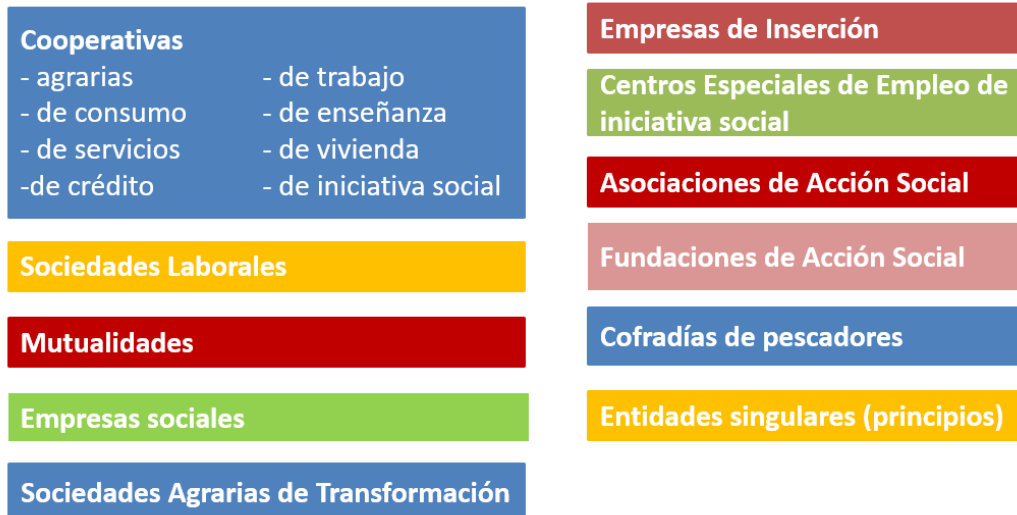 Cooperativas
- agrarias
- de consumo
- de servicios
-de crédito
- de trabajo
- de enseñanza
- de vivienda
- de iniciativa social
Sociedades Laborales
Mutualidades
Empresas sociales
Sociedades Agrarias de Transformación
Empresas de Inserción
Centros Especiales de Empleo de
iniciativa social
Asociaciones de Acción Social
Fundaciones de Acción Social
Cofradías de pescadores
Entidades singulares (principios)